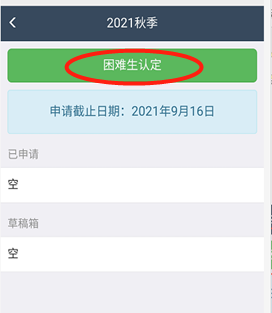 2021秋季
困难生认定
申请截止日期：2021年9月16日
已申请
空
草稿箱
空